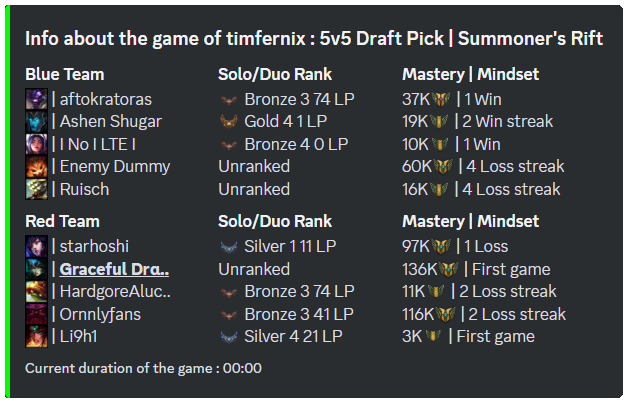 Info about the game of timfernix : 5v5 Draft Pick | Summoner's Rift
Blue Team Solo/Duo Rank Mastery | Mindset
| aftokratoras Bronze 3 74 LP 37K | 1 Win
| Ashen Shugar Gold 4 1 LP 19K | 2 Win streak
| I No I LTE I Bronze 4 0 LP 10K | 1 Win
| Enemy Dummy Unranked 60K | 4 Loss streak
| Ruisch Unranked 16K | 4 Loss streak
Red Team Solo/Duo Rank Mastery | Mindset
| starhoshi Silver 1 11 LP 97K | 1 Loss
| Graceful Dra.. Unranked 136K | First game
| HardgoreAluc.. Bronze 3 74 LP 11K | 2 Loss streak
| Ornnlyƒans Bronze 3 41 LP 116K | 2 Loss streak
| Li9h1 Silver 4 21 LP 3K | First game
Current duration of the game : 00:00